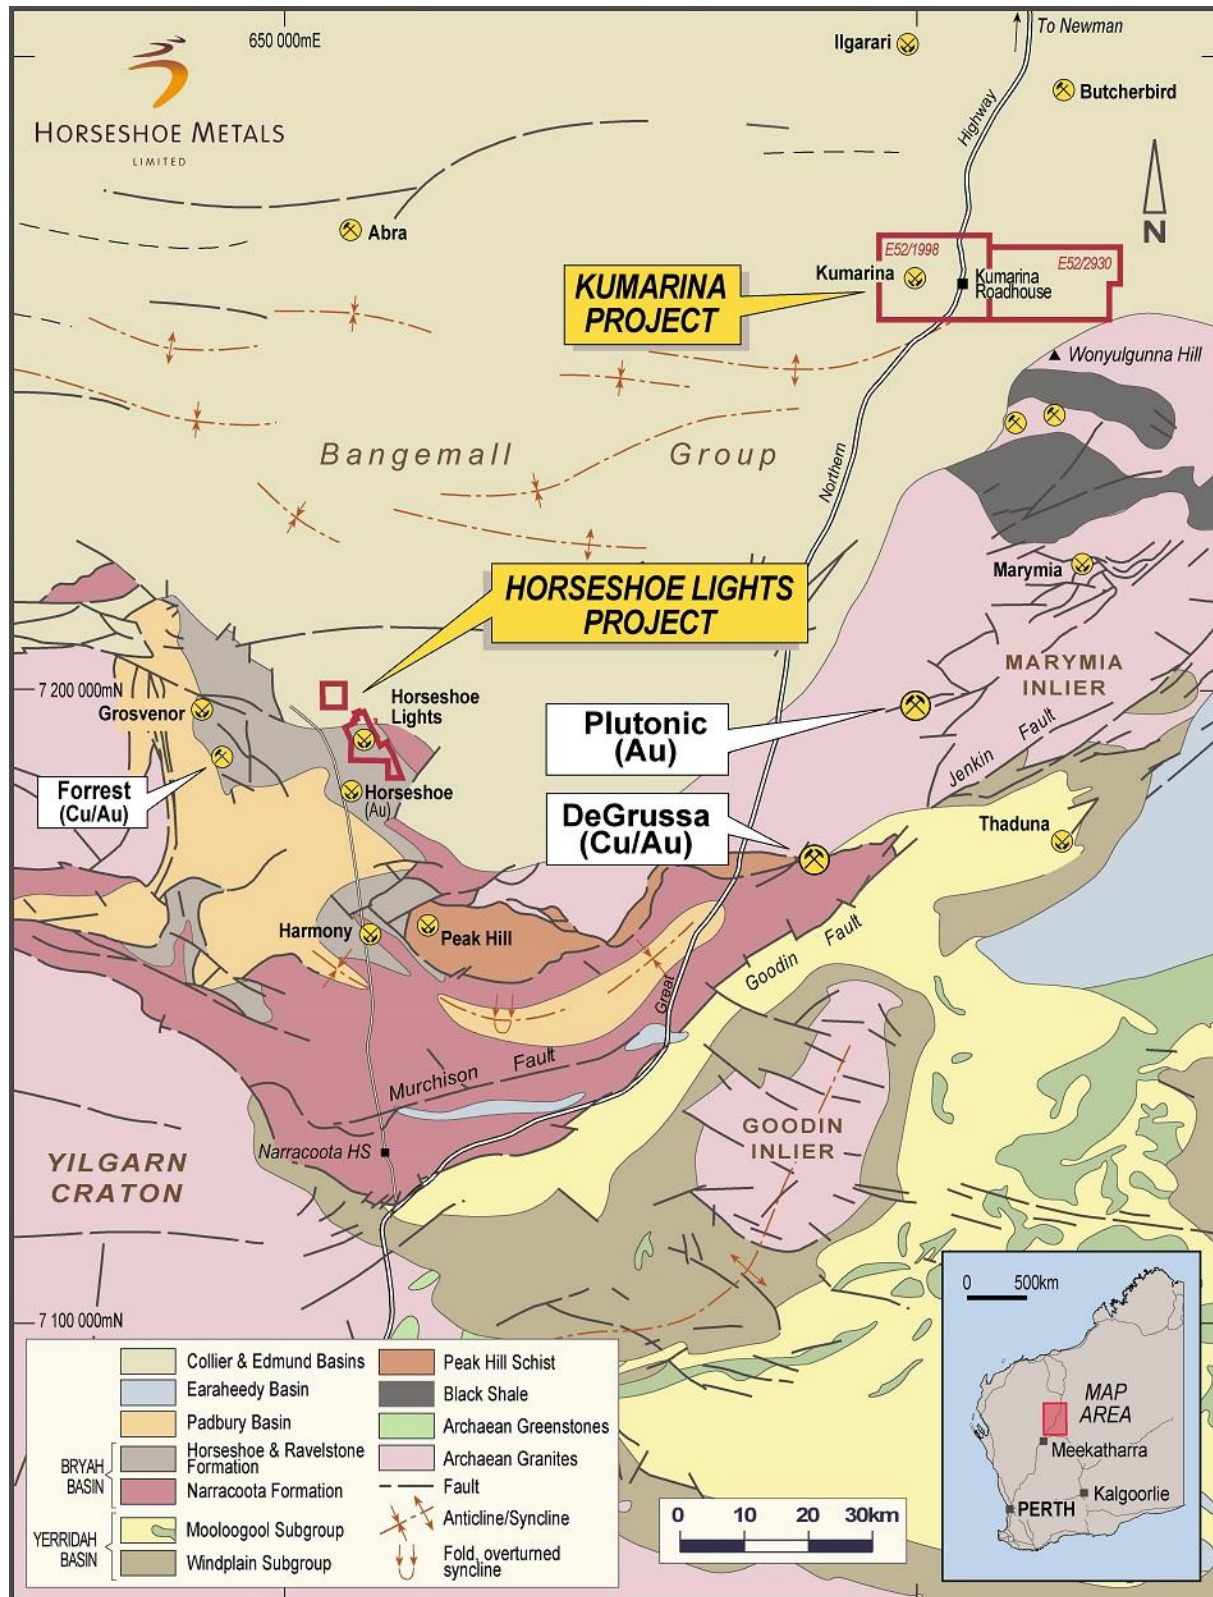 650 000mE
To Newman
Ilgarari
Butcherbird
HORSESHOE METALS
LIMITED
Highway
N
Abra
E52/1998
E52/2930
Kumarina
Kumarina
Roadhouse
KUMARINA
PROJECT
Wonyulgunna Hill
Bangemall Group
Northern
Marymia
HORSESHOE LIGHTS
PROJECT
MARYMIA
INLIER
7 200 000mN
Horseshoe
Lights
Grosvenor
Plutonic
(Au)
Jenkin Fault
Forrest
(Cu/Au)
Horseshoe
(Au)
DeGrussa
(Cu/Au)
Thaduna
Harmony
Peak Hill
Goodin Fault
Great
Murchison Fault
GOODIN
INLIER
Narracoota HS
YILGARN
CRATON
7 100 000mN
Collier & Edmund Basins
Earaheedy Basin
Padbury Basin
BRYAH
BASIN
Horseshoe & Ravelstone
Formation
Narracoota Formation
YERRIDAH
BASIN
Mooloogool Subgroup
Windplain Subgroup
Peak Hill Schist
Black Shale
Archaean Greenstones
Archaean Granites
Fault
Anticline/Syncline
Fold, overturned
syncline
0 10 20 30km
0 500km
MAP
AREA
Meekatharra
Kalgoorlie
PERTH